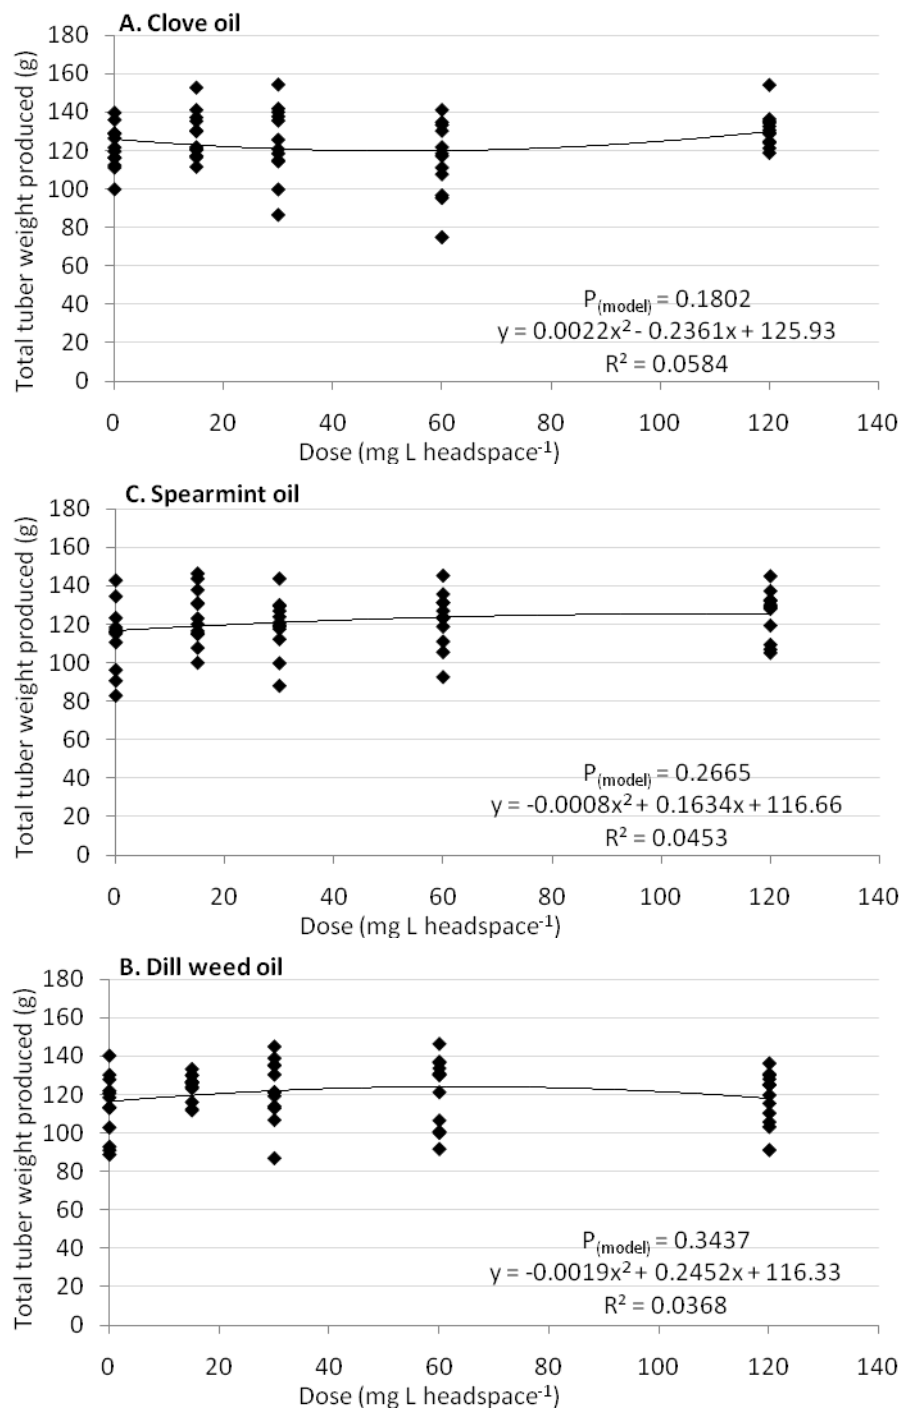 A. Clove oil
Total tuber weight produced (g)
180
160
140
120
100
80
60
40
20
0
P(model) = 0.1802
y = 0.0022x² - 0.2361x + 125.93
R² = 0.0584
0 20 40 60 80 100 120 140
Dose (mg L headspace⁻¹)
C. Spearmint oil
Total tuber weight produced (g)
180
160
140
120
100
80
60
40
20
0
P(model) = 0.2665
y = -0.0008x² + 0.1634x + 116.66
R² = 0.0453
0 20 40 60 80 100 120 140
Dose (mg L headspace⁻¹)
B. Dill weed oil
Total tuber weight produced (g)
180
160
140
120
100
80
60
40
20
0
P(model) = 0.3437
y = -0.0019x² + 0.2452x + 116.33
R² = 0.0368
0 20 40 60 80 100 120 140
Dose (mg L headspace⁻¹)